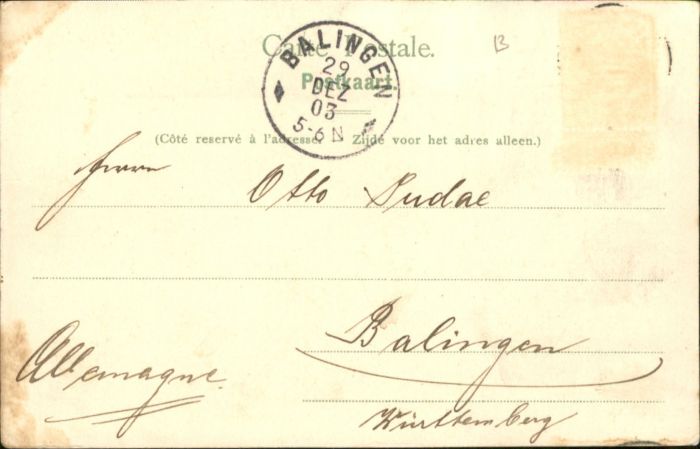 Carte Postale.
B
BALINGEN
29
DEZ
03
5-6 N
Postkaart.
(Côté reservé à l'adresse. Zijde voor het adres alleen.)
Herrn Otto Sudae
Balingen
Allemagne
Württemberg